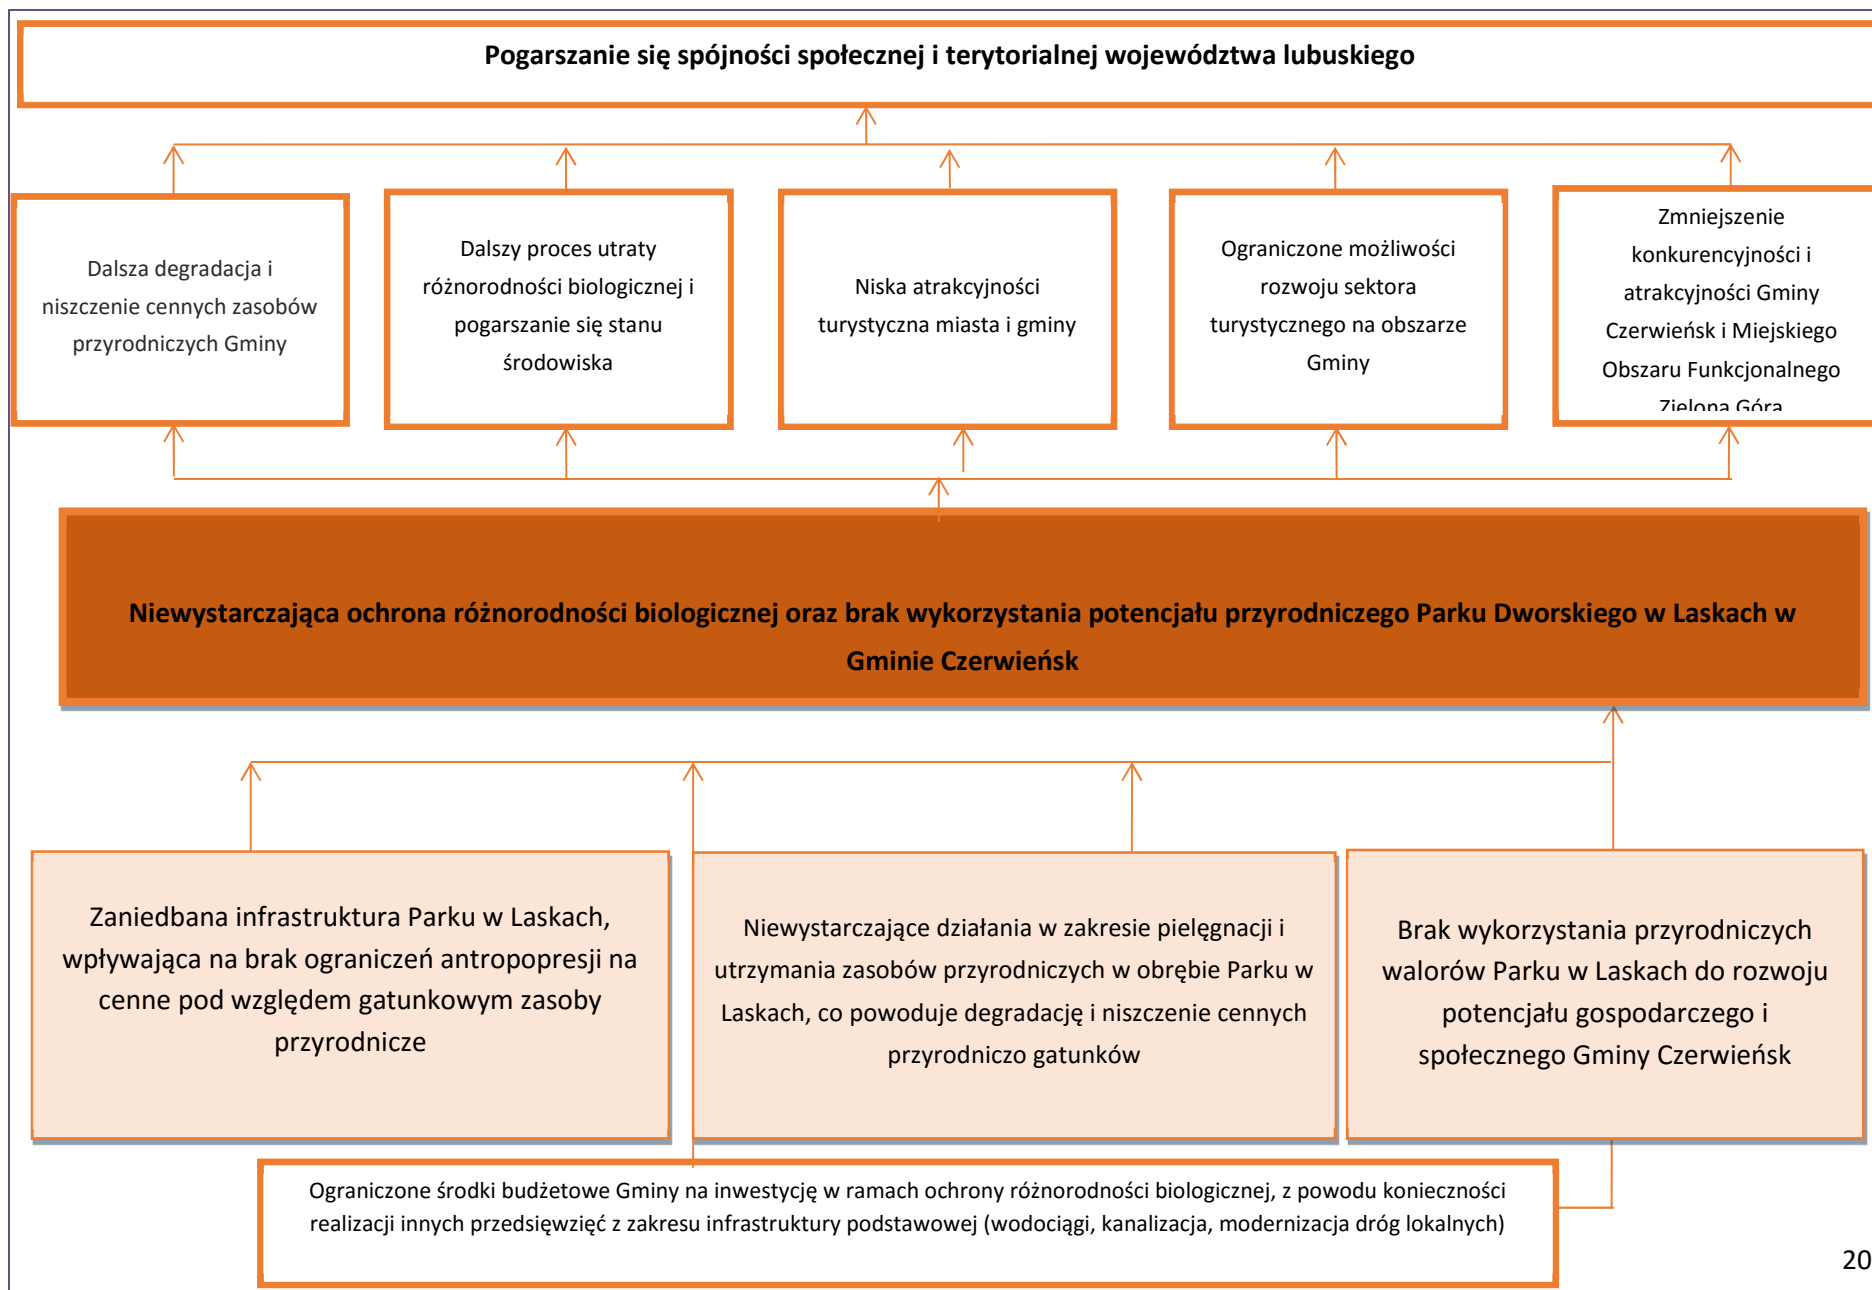 Pogarszanie się spójności społecznej i terytorialnej województwa lubuskiego
Dalsza degradacja i
niszczenie cennych zasobów
przyrodniczych Gminy
Dalszy proces utraty
różnorodności biologicznej i
pogarszanie się stanu
środowiska
Niska atrakcyjności
turystyczna miasta i gminy
Ograniczone możliwości
rozwoju sektora
turystycznego na obszarze
Gminy
Zmniejszenie
konkurencyjności i
atrakcyjności Gminy
Czerwieńsk i Miejskiego
Obszaru Funkcjonalnego
Zielona Góra
Niewystarczająca ochrona różnorodności biologicznej oraz brak wykorzystania potencjału przyrodniczego Parku Dworskiego w Laskach w
Gminie Czerwieńsk
Zaniedbana infrastruktura Parku w Laskach,
wpływająca na brak ograniczeń antropopresji na
cenne pod względem gatunkowym zasoby
przyrodnicze
Niewystarczające działania w zakresie pielęgnacji i
utrzymania zasobów przyrodniczych w obrębie Parku w
Laskach, co powoduje degradację i niszczenie cennych
przyrodniczo gatunków
Brak wykorzystania przyrodniczych
walorów Parku w Laskach do rozwoju
potencjału gospodarczego i
społecznego Gminy Czerwieńsk
Ograniczone środki budżetowe Gminy na inwestycję w ramach ochrony różnorodności biologicznej, z powodu konieczności
realizacji innych przedsięwzięć z zakresu infrastruktury podstawowej (wodociągi, kanalizacja, modernizacja dróg lokalnych)
20